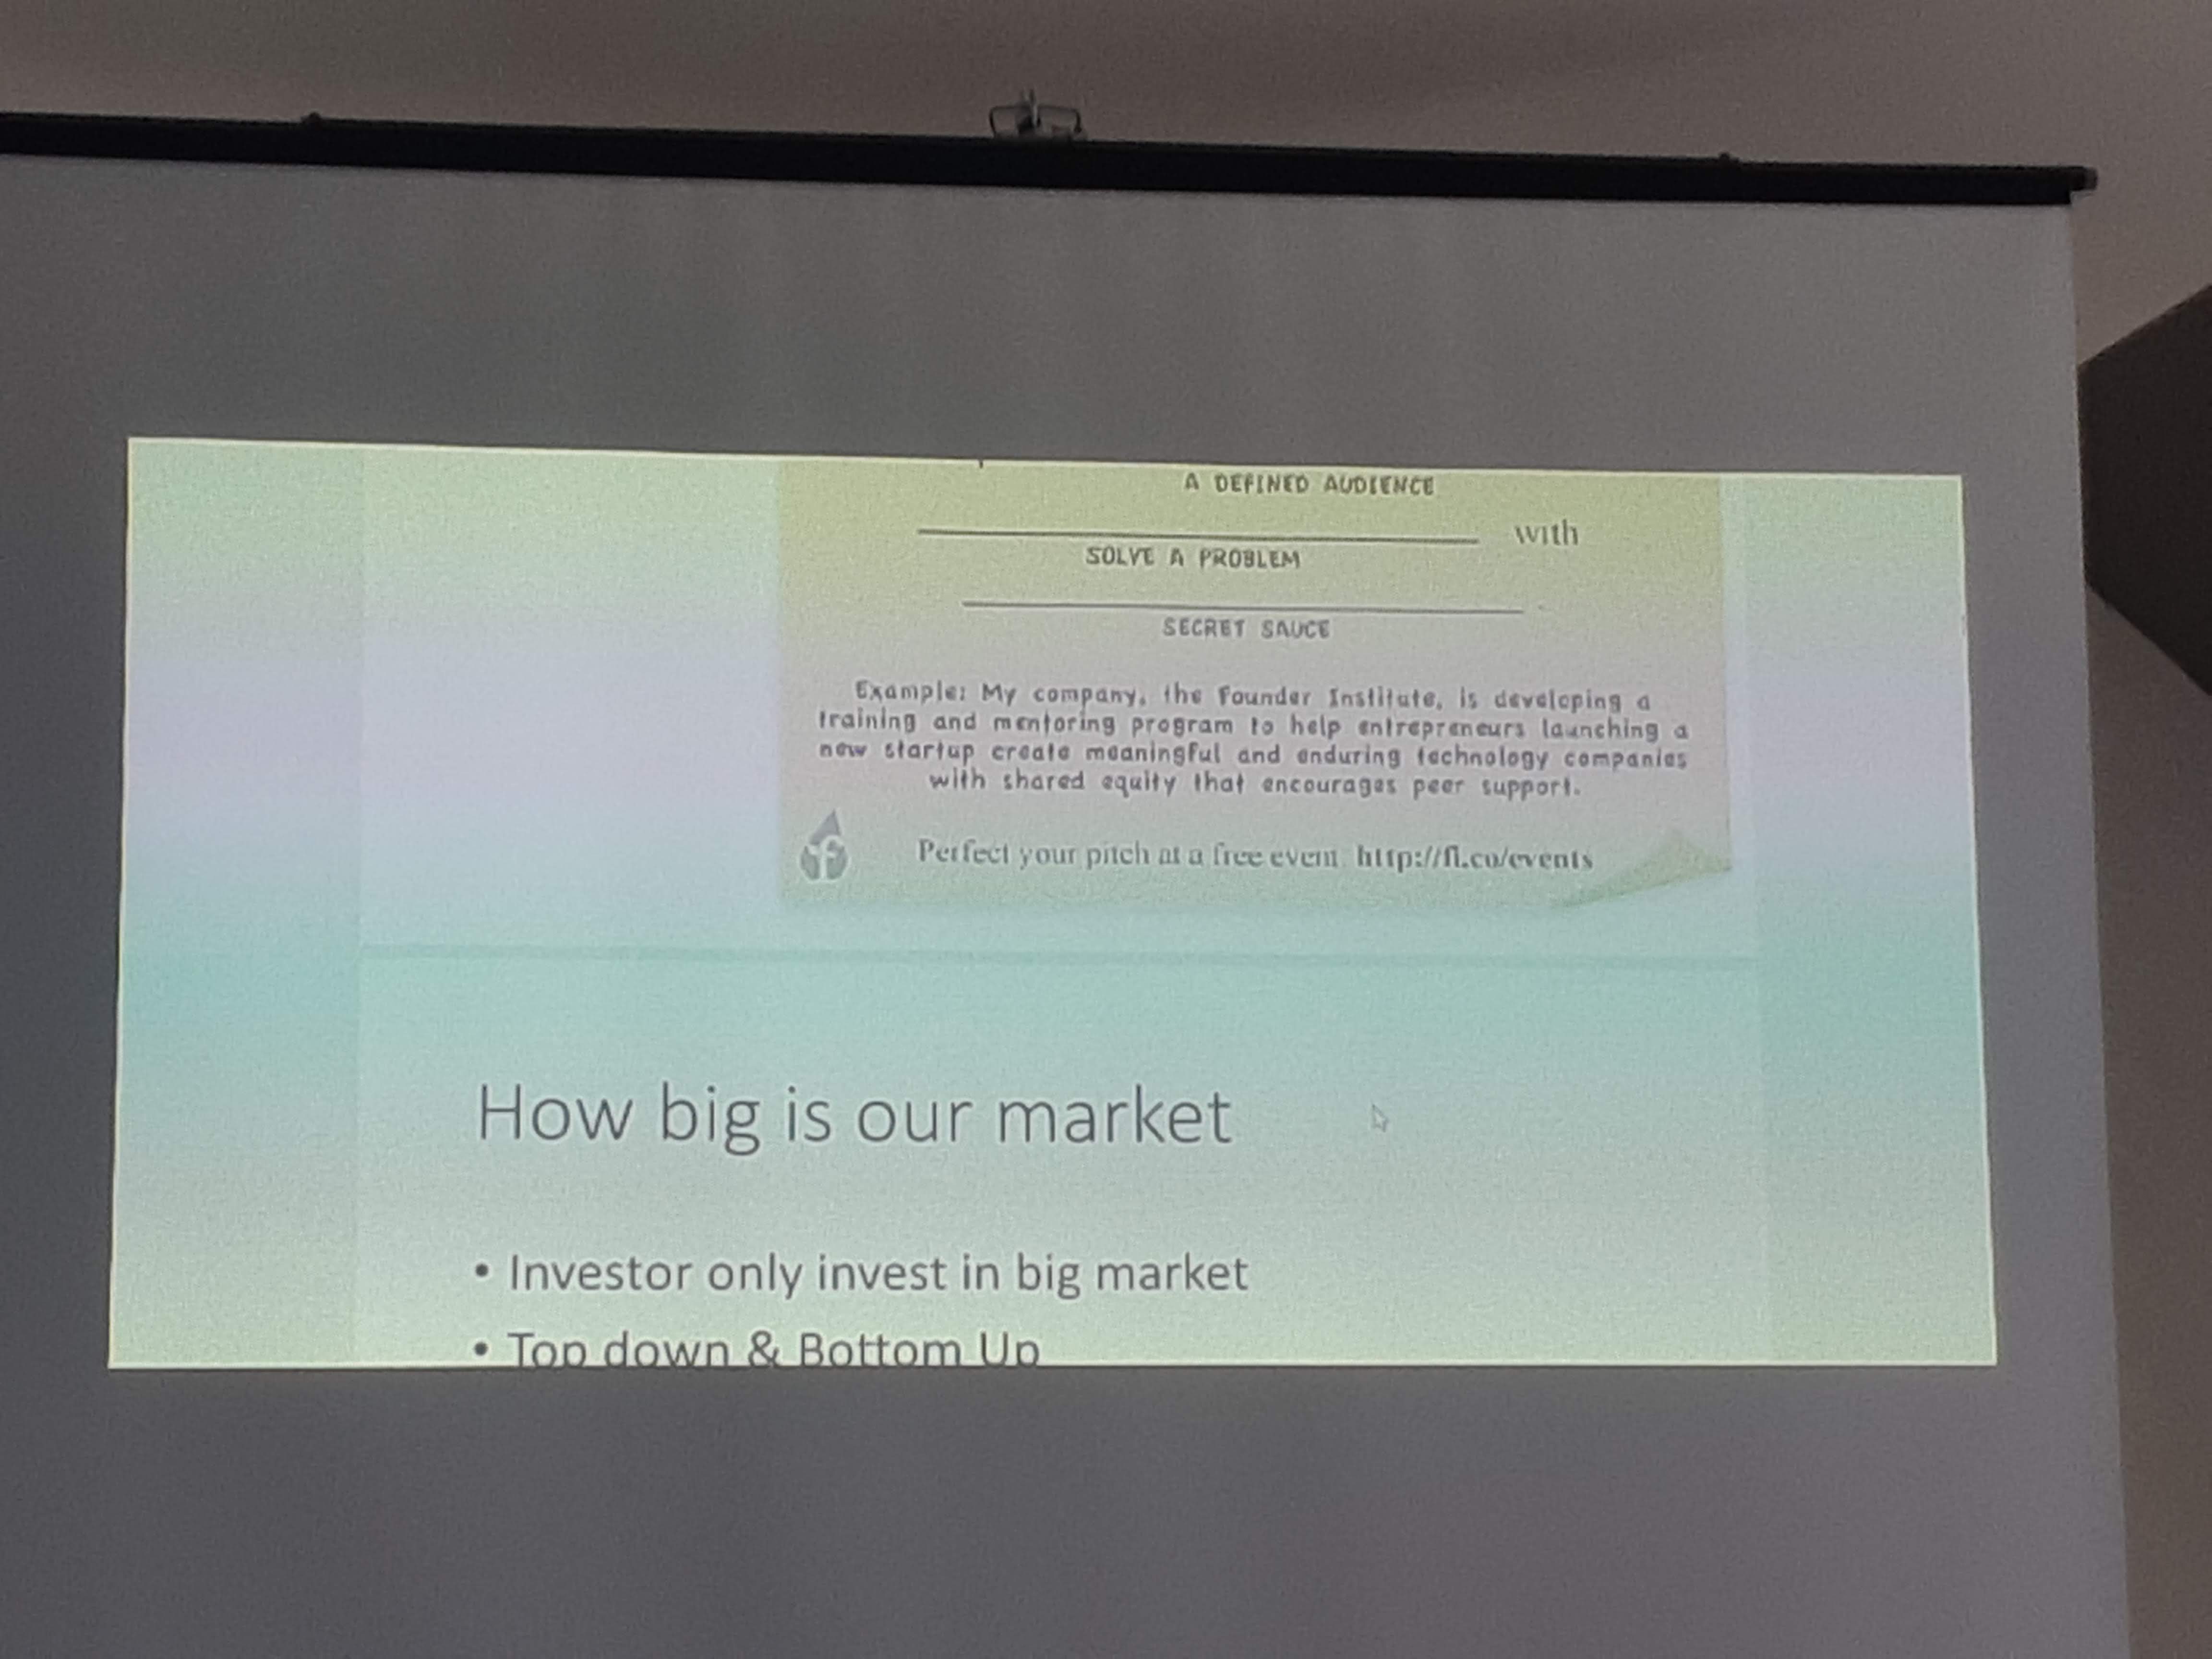 A DEFINED AUDIENCE
with
SOLVE A PROBLEM
SECRET SAUCE
Example: My company, the Founder Institute, is developing a
training and mentoring program to help entrepreneurs launching a
new startup create meaningful and enduring technology companies
with shared equity that encourages peer support.
Perfect your pitch at a free event http://fi.co/events
How big is our market
• Investor only invest in big market
• Top down & Bottom Up